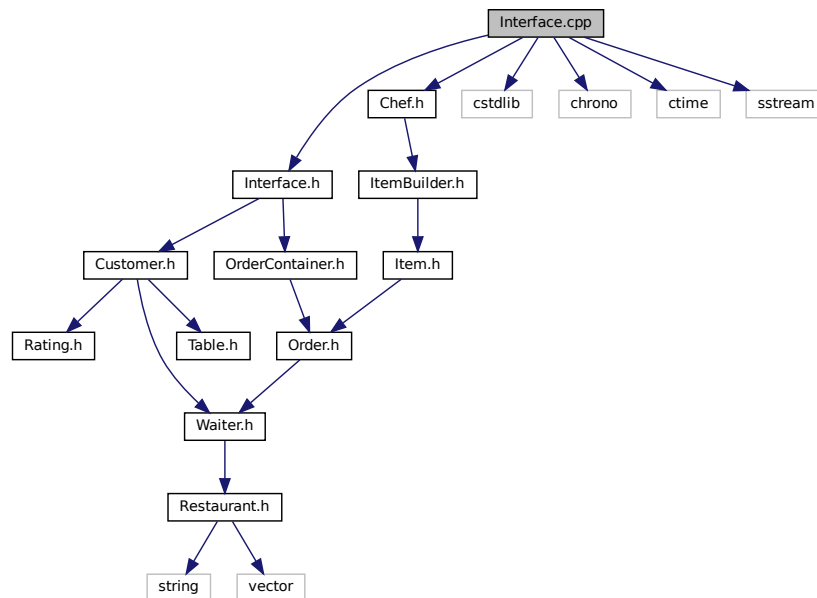 Interface.cpp
Chef.h
cstdlib
chrono
ctime
sstream
Interface.h
ItemBuilder.h
Customer.h
OrderContainer.h
Item.h
Rating.h
Table.h
Order.h
Waiter.h
Restaurant.h
string
vector